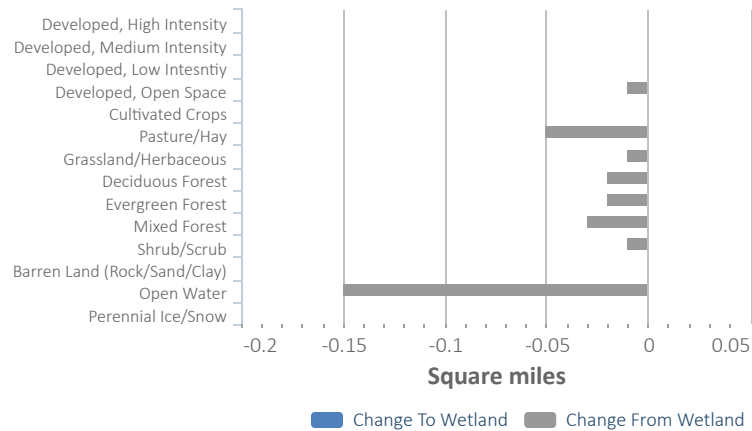 Developed, High Intensity
Developed, Medium Intensity
Developed, Low Intesntiy
Developed, Open Space
Cultivated Crops
Pasture/Hay
Grassland/Herbaceous
Deciduous Forest
Evergreen Forest
Mixed Forest
Shrub/Scrub
Barren Land (Rock/Sand/Clay)
Open Water
Perennial Ice/Snow
-0.2 -0.15 -0.1 -0.05 0 0.05
Square miles
Change To Wetland Change From Wetland